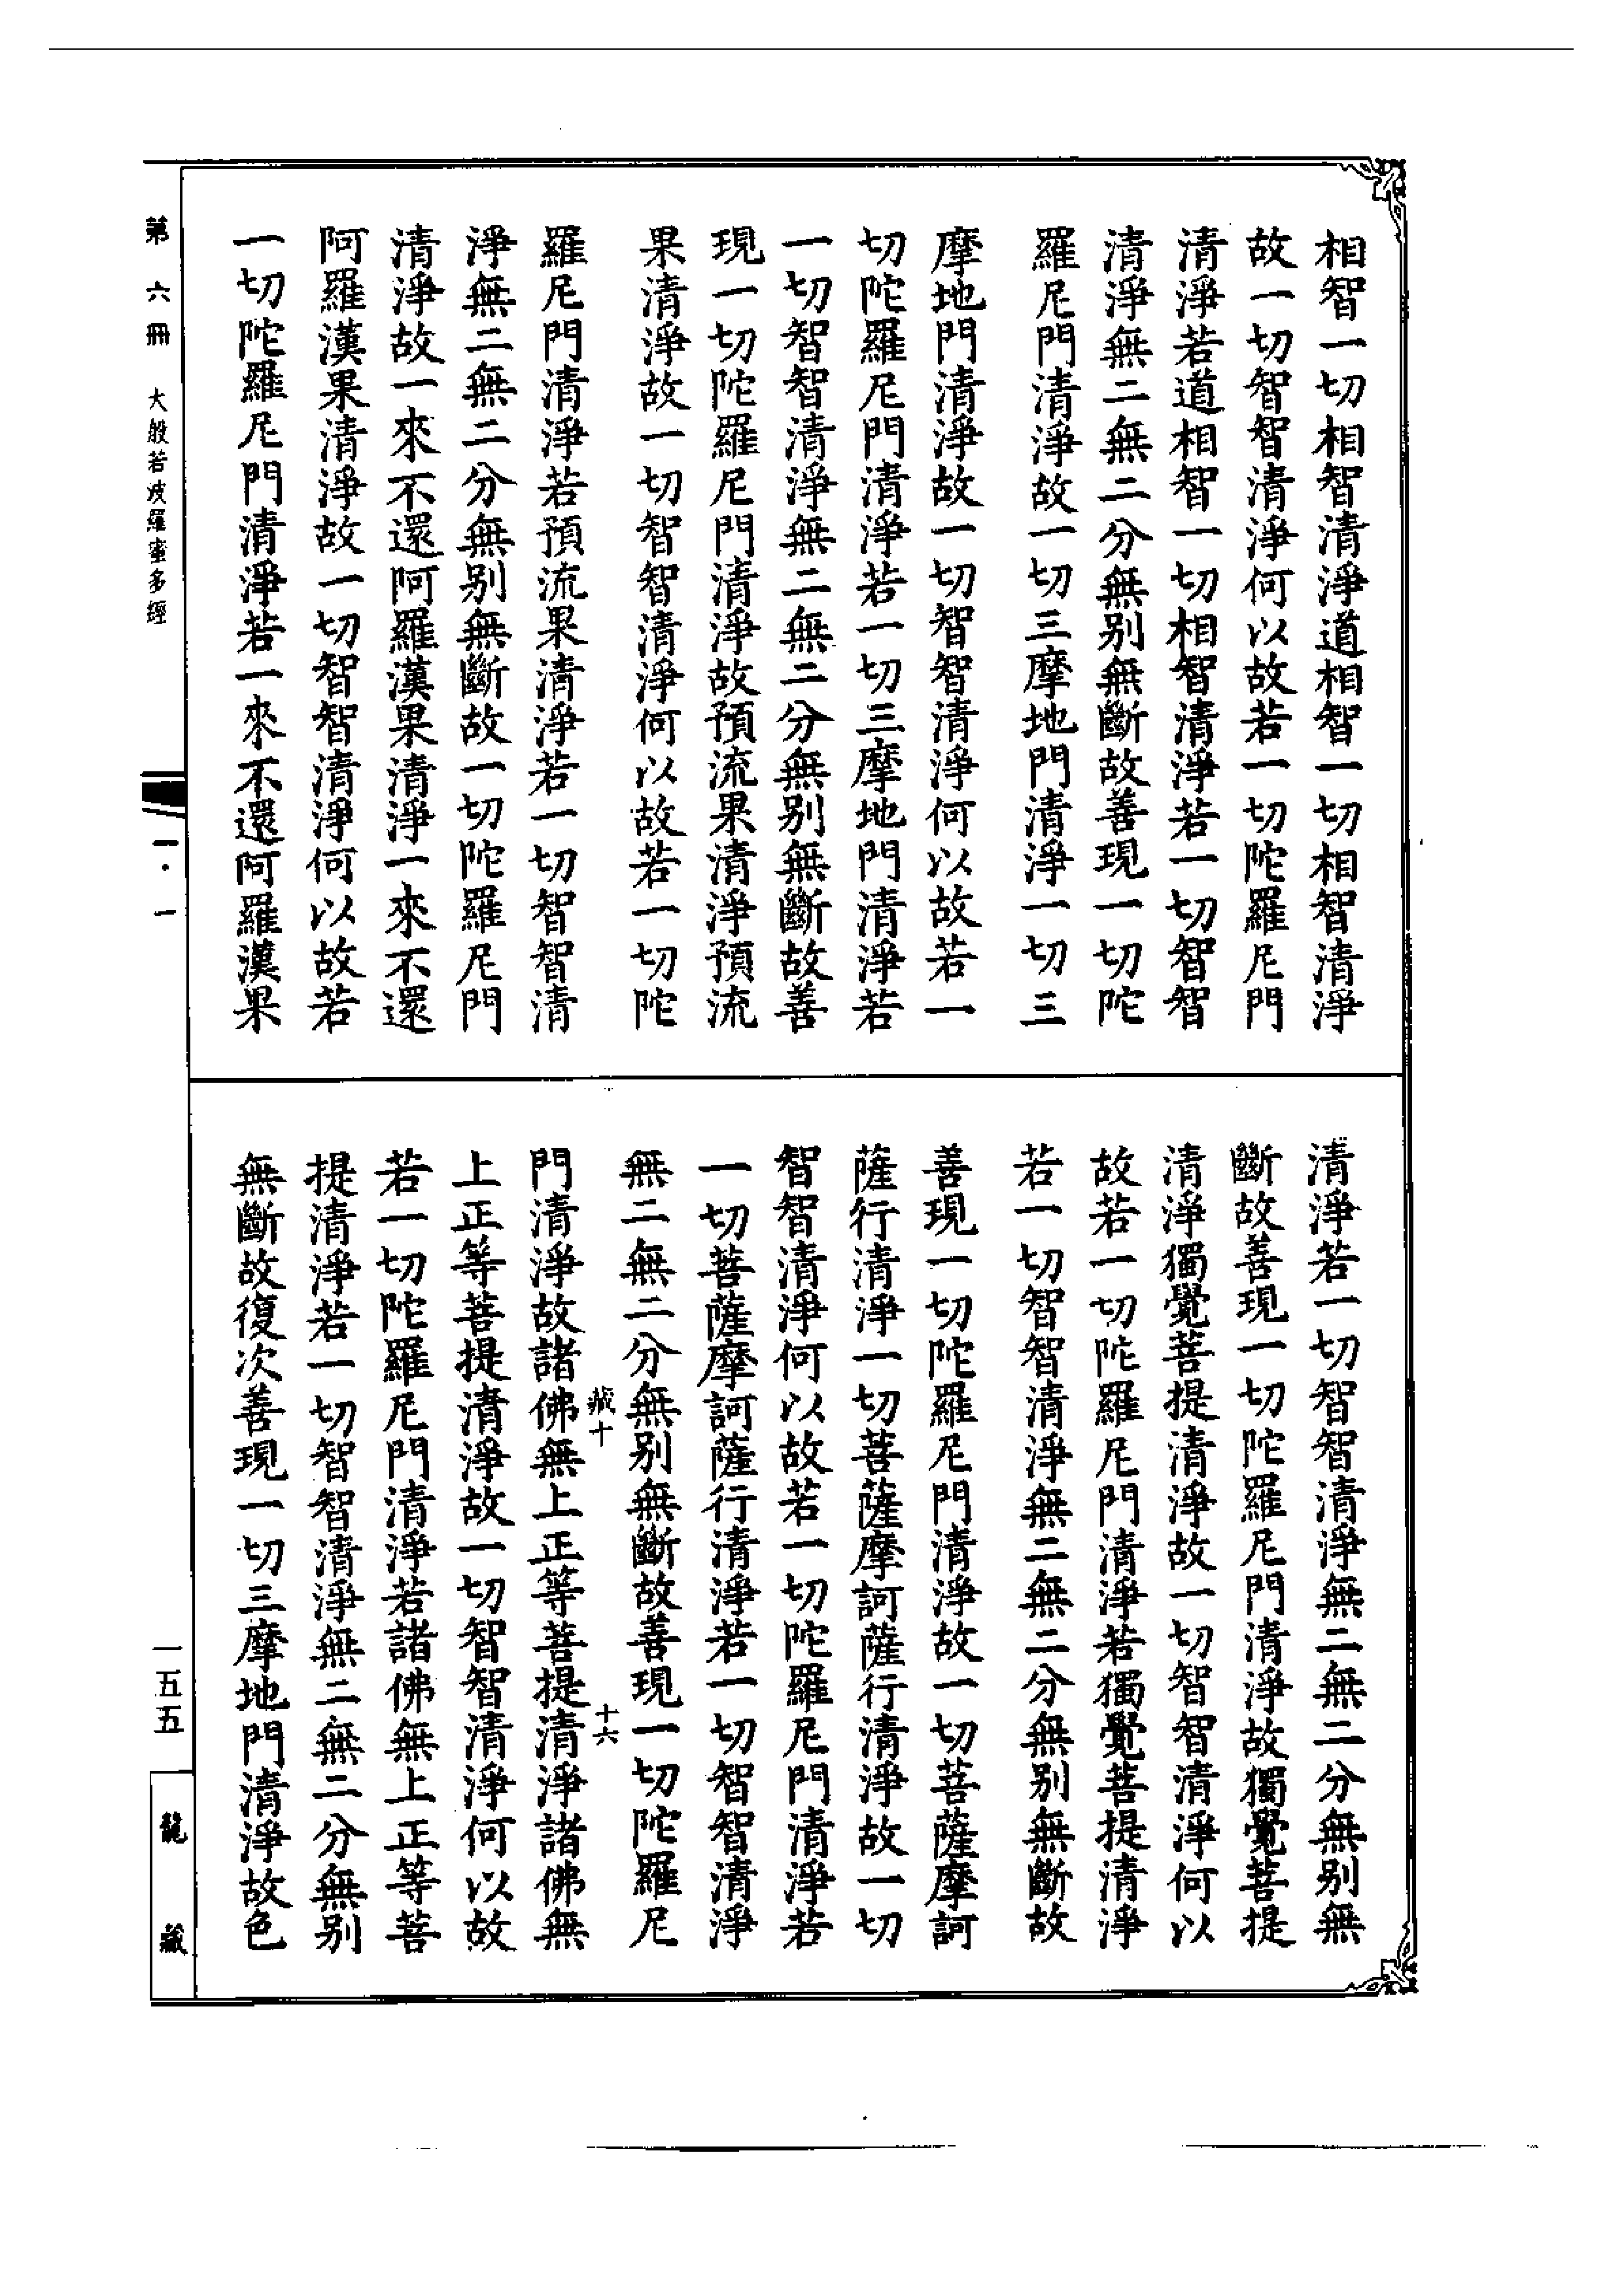 相智一切相智清淨道相智一切相智清淨
故一切智智清淨何以故若一切陀羅尼門
清淨若道相智一切相智清淨若一切智智
清淨無二無二分無别無斷故善現一切陀
羅尼門清淨故一切三摩地門清淨一切三
摩地門清淨故一切智智清淨何以故若一
切陀羅尼門清淨若一切三摩地門清淨若
一切智智清淨無二無二分無别無斷故善
現一切陀羅尼門清淨故預流果清淨預流
果清淨故一切智智清淨何以故若一切陀
羅尼門清淨若預流果清淨若一切智智清
淨無二無二分無别無斷故一切陀羅尼門
清淨故一來不還阿羅漢果清淨一來不還
阿羅漢果清淨故一切智智清淨何以故若
一切陀羅尼門清淨若一來不還阿羅漢果
清淨若一切智智清淨無二無二分無别無
斷故善現一切陀羅尼門清淨故獨覺菩提
清淨獨覺菩提清淨故一切智智清淨何以
故若一切陀羅尼門清淨若獨覺菩提清淨
若一切智智清淨無二無二分無别無斷故
善現一切陀羅尼門清淨故一切菩薩摩訶
薩行清淨一切菩薩摩訶薩行清淨故一切
智智清淨何以故若一切陀羅尼門清淨若
一切菩薩摩訶薩行清淨若一切智智清淨
無二無二分無别無斷故善現一切陀羅尼
藏十 十六
門清淨故諸佛無上正等菩提清淨諸佛無
上正等菩提清淨故一切智智清淨何以故
若一切陀羅尼門清淨若諸佛無上正等菩
提清淨若一切智智清淨無二無二分無别
無斷故復次善現一切三摩地門清淨故色
第六冊 大般若波羅蜜多經
一·一
一五五
龍藏